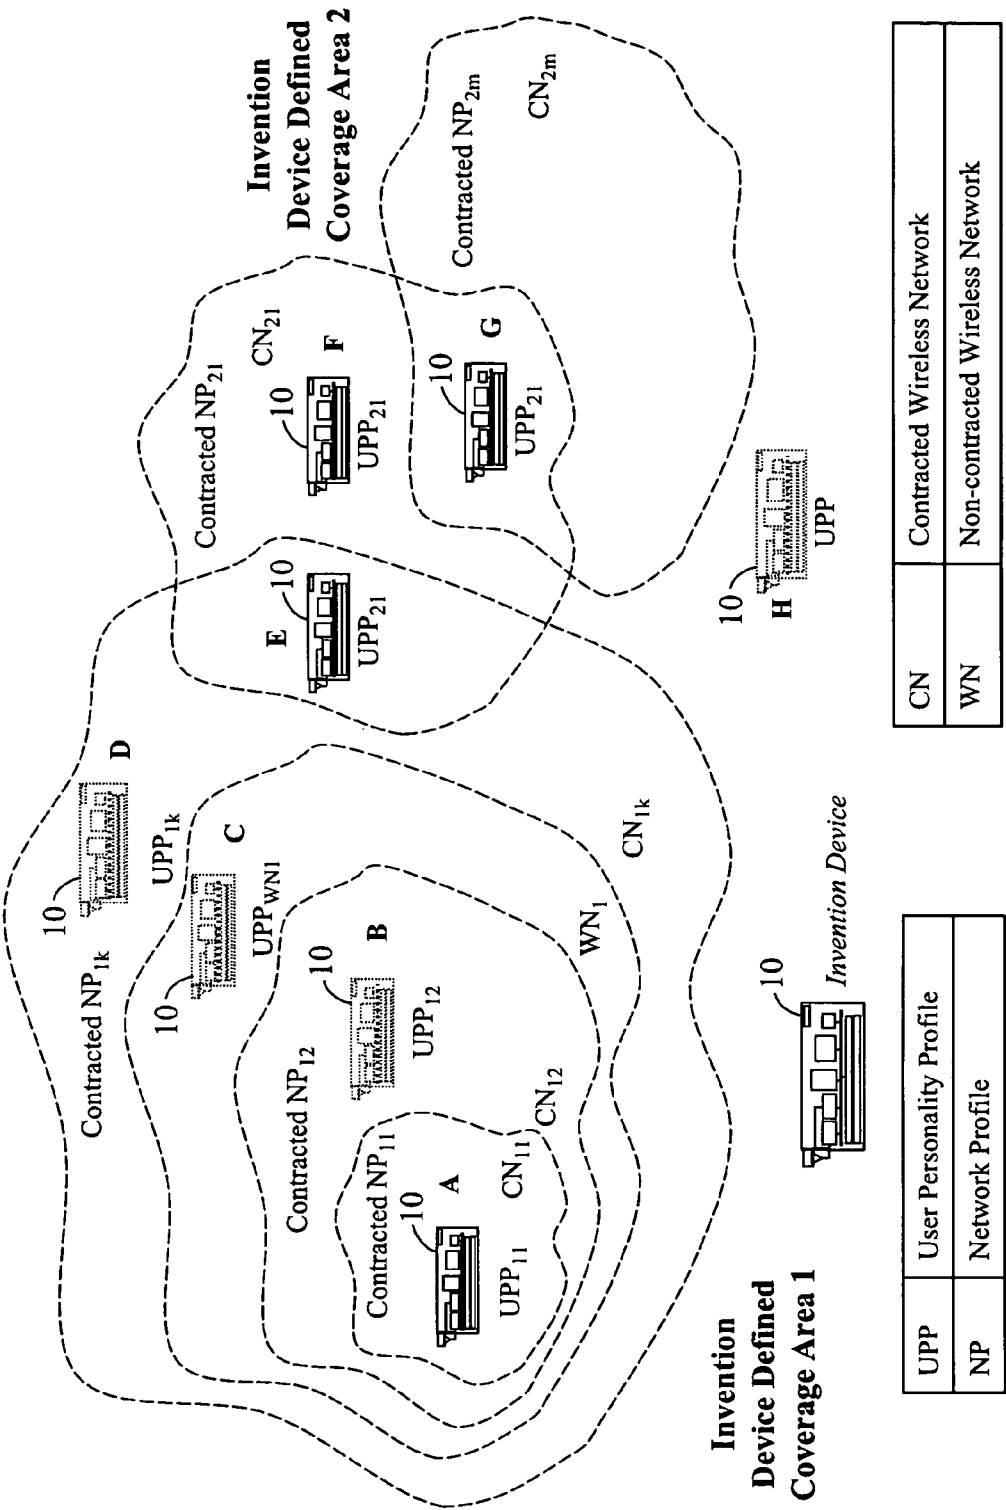 Invention
Device Defined
Coverage Area 2
Contracted NP1k
10
D
UPP1k
10
C
UPPWN1
Contracted NP12
10
B
UPP12
Contracted NP11
10
A
UPP11
CN11
CN12
WN1
CN1k
E
10
UPP21
Contracted NP21
CN21
10
F
UPP21
10
G
UPP21
Contracted NP2m
CN2m
10
H
UPP
Invention
Device Defined
Coverage Area 1
10
Invention Device
UPP User Personality Profile
NP Network Profile
CN Contracted Wireless Network
WN Non-contracted Wireless Network